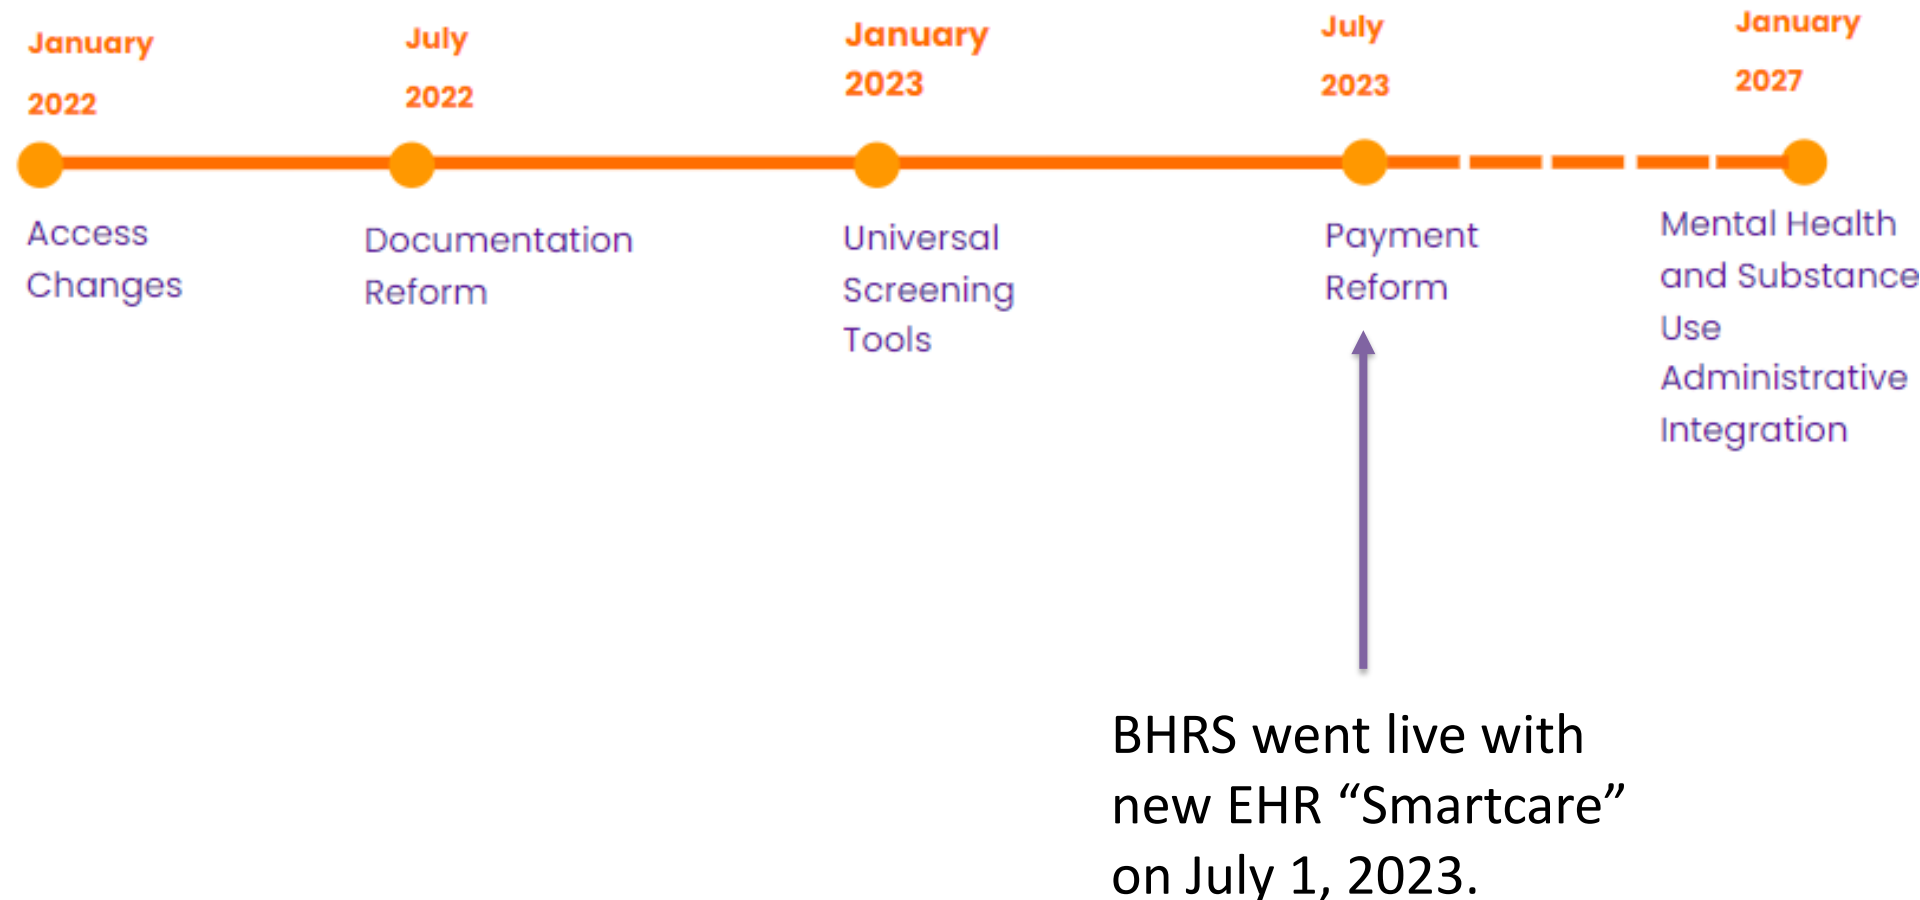 January
2022
July
2022
January
2023
July
2023
January
2027
Access
Changes
Documentation
Reform
Universal
Screening
Tools
Payment
Reform
Mental Health
and Substance
Use
Administrative
Integration
BHRS went live with
new EHR “Smartcare”
on July 1, 2023.